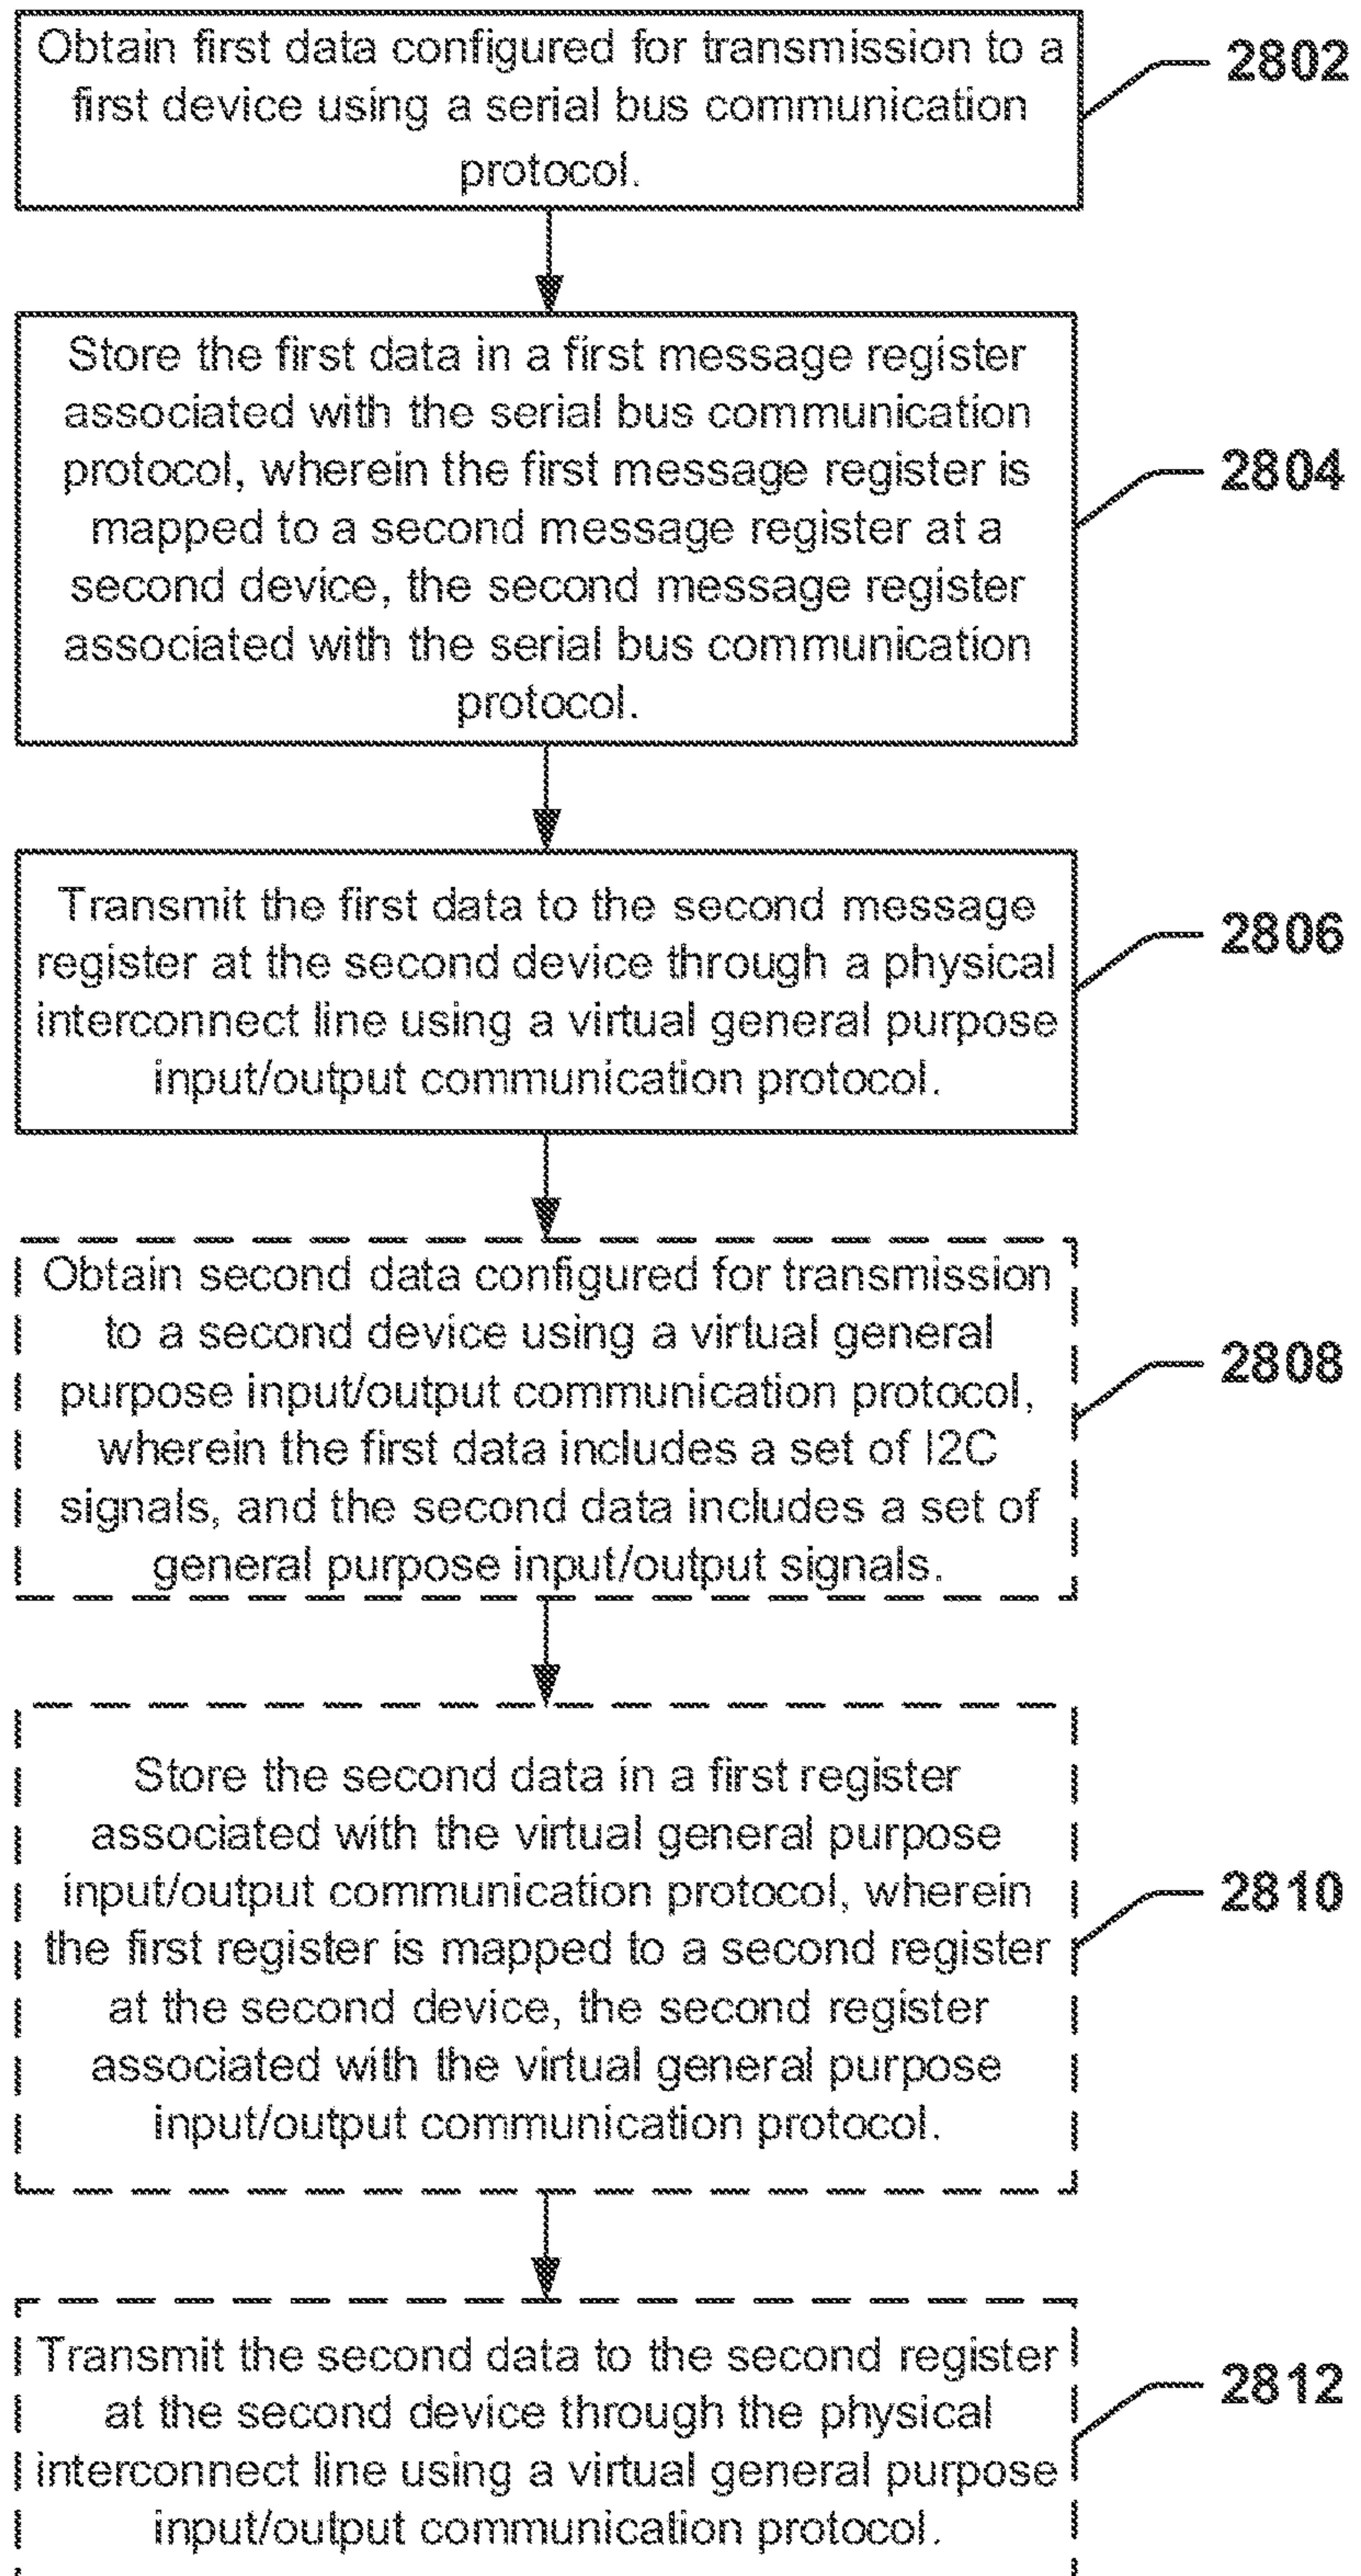 Obtain first data configured for transmission to a
first device using a serial bus communication
protocol.
2802
Store the first data in a first message register
associated with the serial bus communication
protocol, wherein the first message register is
mapped to a second message register at a
second device, the second message register
associated with the serial bus communication
protocol.
2804
Transmit the first data to the second message
register at the second device through a physical
interconnect line using a virtual general purpose
input/output communication protocol.
2806
Obtain second data configured for transmission
to a second device using a virtual general
purpose input/output communication protocol,
wherein the first data includes a set of I2C
signals, and the second data includes a set of
general purpose input/output signals.
2808
Store the second data in a first register
associated with the virtual general purpose
input/output communication protocol, wherein
the first register is mapped to a second register
at the second device, the second register
associated with the virtual general purpose
input/output communication protocol.
2810
Transmit the second data to the second register
at the second device through the physical
interconnect line using a virtual general purpose
input/output communication protocol.
2812